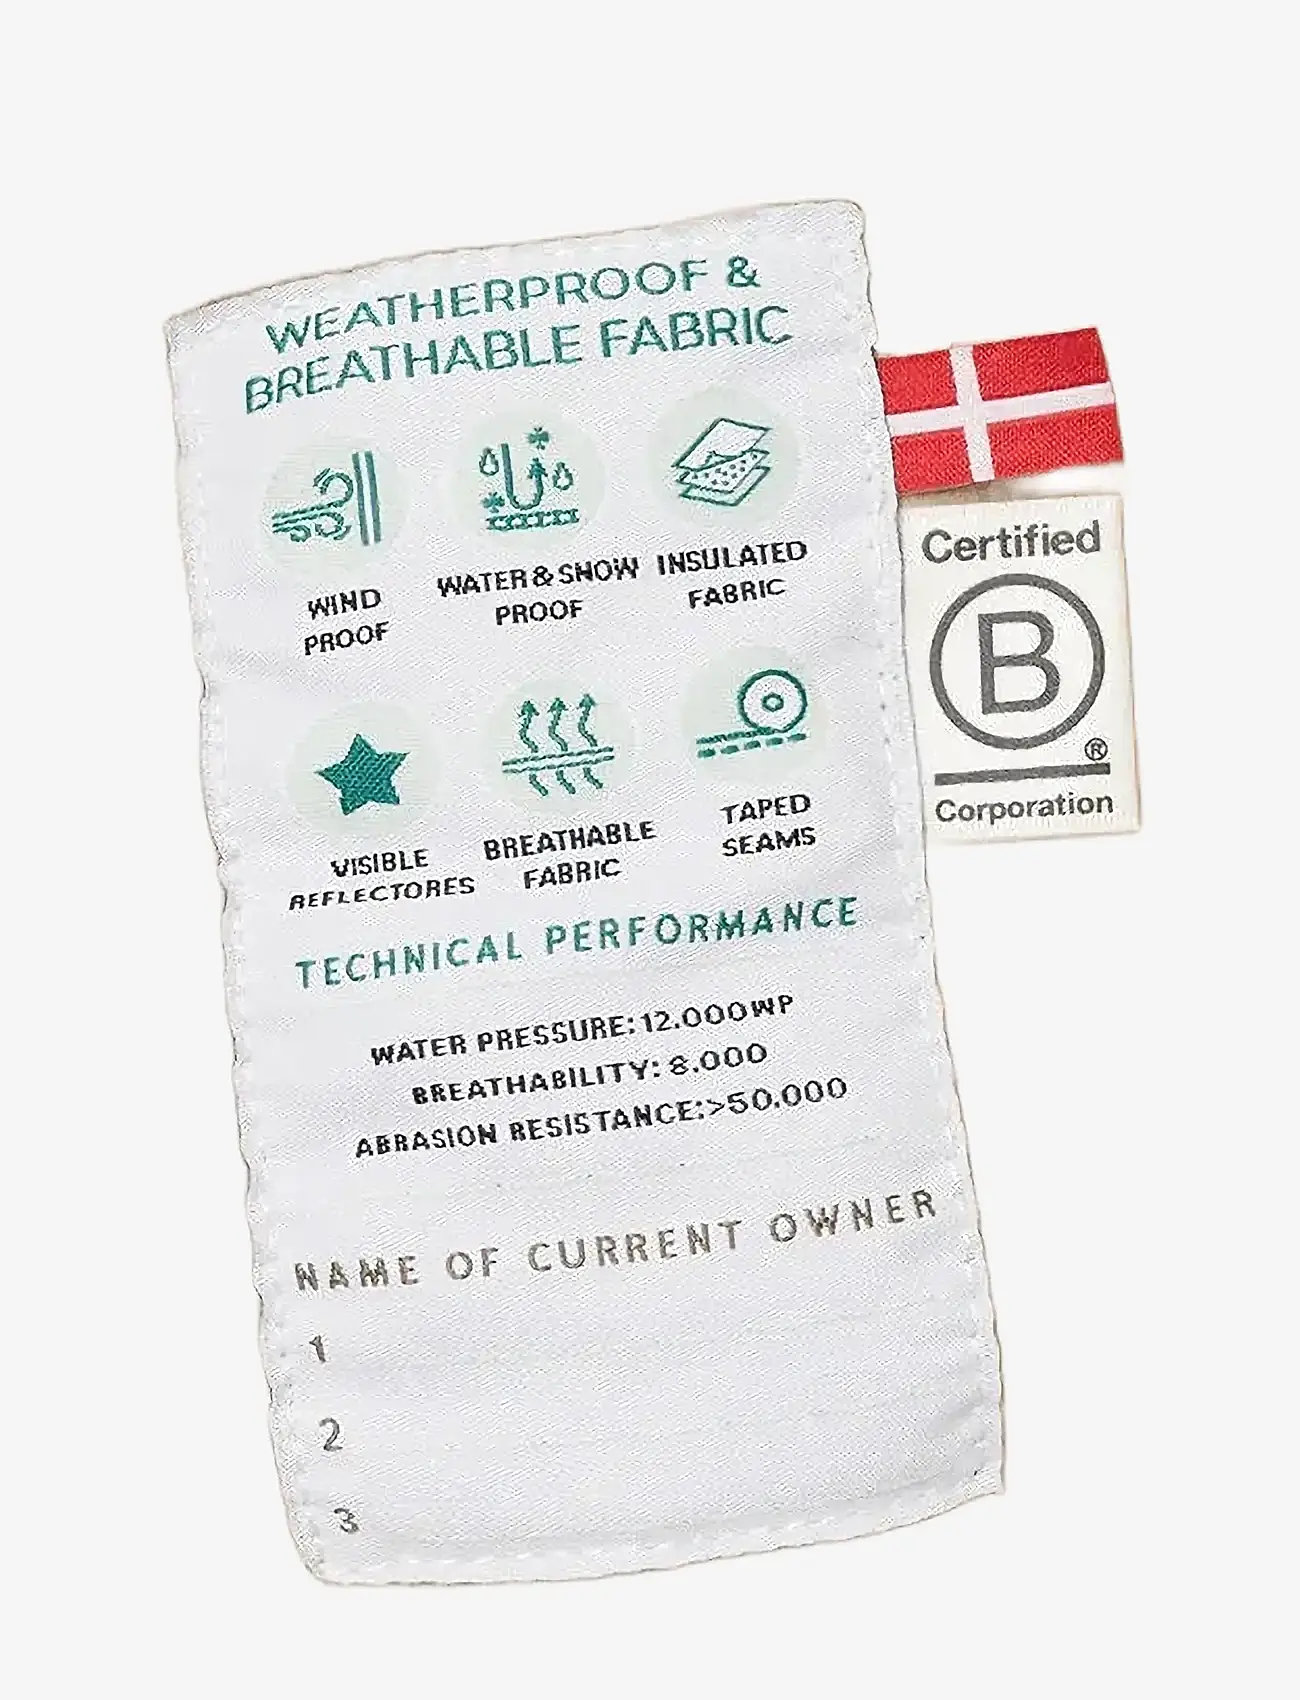 WEATHERPROOF &
BREATHABLE FABRIC
WIND
PROOF
WATER & SNOW
PROOF
INSULATED
FABRIC
VISIBLE
REFLECTORES
BREATHABLE
FABRIC
TAPED
SEAMS
TECHNICAL PERFORMANCE
WATER PRESSURE: 12.000WP
BREATHABILITY: 8.000
ABRASION RESISTANCE:>50.000
NAME OF CURRENT OWNER
1
2
3
Certified
B
®
Corporation